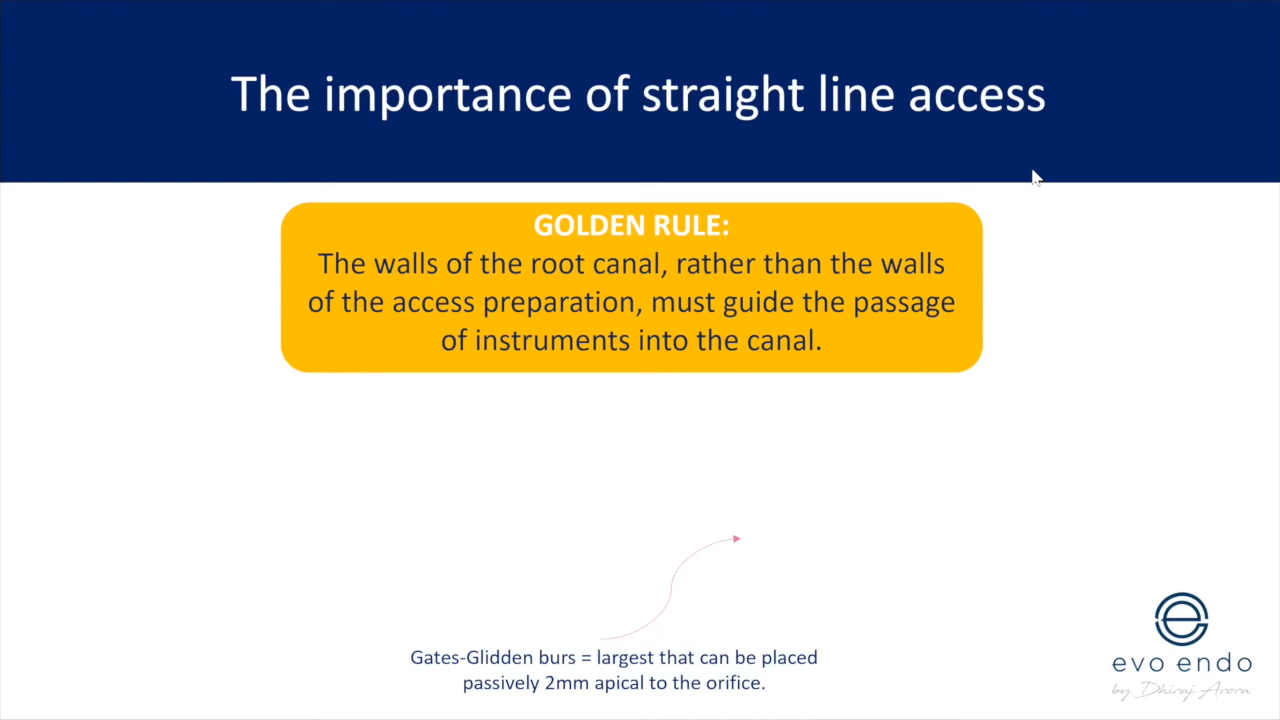 The importance of straight line access
GOLDEN RULE:
The walls of the root canal, rather than the walls
of the access preparation, must guide the passage
of instruments into the canal.
Gates-Glidden burs = largest that can be placed
passively 2mm apical to the orifice.
evo endo
by Dhiraj Arora